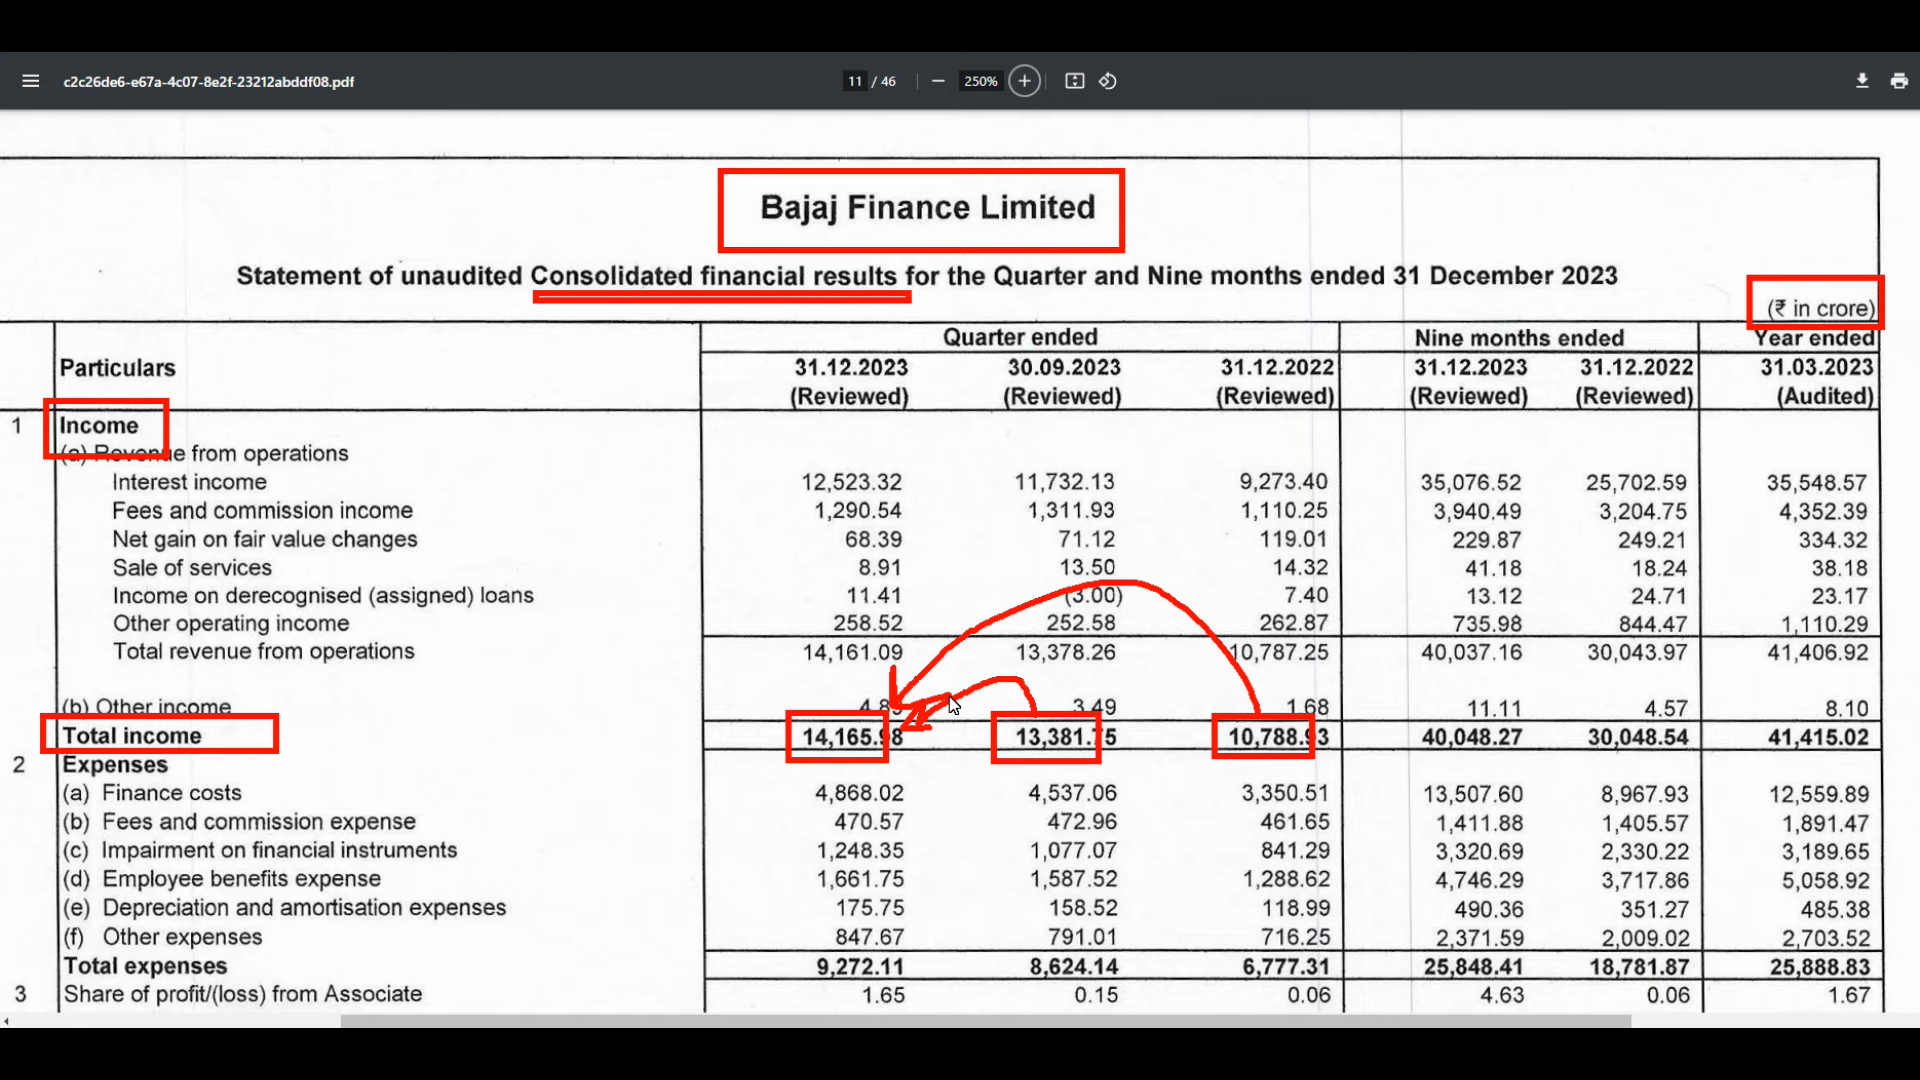 c2c26de6-e67a-4c07-8e2f-23212abddf08.pdf 11 / 46 250%
Bajaj Finance Limited
Statement of unaudited Consolidated financial results for the Quarter and Nine months ended 31 December 2023
(₹ in crore)
Particulars Quarter ended Nine months ended Year ended
31.12.2023 30.09.2023 31.12.2022 31.12.2023 31.12.2022 31.03.2023
(Reviewed) (Reviewed) (Reviewed) (Reviewed) (Reviewed) (Audited)
1 Income
(a) Revenue from operations
Interest income 12,523.32 11,732.13 9,273.40 35,076.52 25,702.59 35,548.57
Fees and commission income 1,290.54 1,311.93 1,110.25 3,940.49 3,204.75 4,352.39
Net gain on fair value changes 68.39 71.12 119.01 229.87 249.21 334.32
Sale of services 8.91 13.50 14.32 41.18 18.24 38.18
Income on derecognised (assigned) loans 11.41 (3.00) 7.40 13.12 24.71 23.17
Other operating income 258.52 252.58 262.87 735.98 844.47 1,110.29
Total revenue from operations 14,161.09 13,378.26 10,787.25 40,037.16 30,043.97 41,406.92
(b) Other income 3.49 1.68 11.11 4.57 8.10
Total income 14,165.98 13,381.75 10,788.93 40,048.27 30,048.54 41,415.02
2 Expenses
(a) Finance costs 4,868.02 4,537.06 3,350.51 13,507.60 8,967.93 12,559.89
(b) Fees and commission expense 470.57 472.96 461.65 1,411.88 1,405.57 1,891.47
(c) Impairment on financial instruments 1,248.35 1,077.07 841.29 3,320.69 2,330.22 3,189.65
(d) Employee benefits expense 1,661.75 1,587.52 1,288.62 4,746.29 3,717.86 5,058.92
(e) Depreciation and amortisation expenses 175.75 158.52 118.99 490.36 351.27 485.38
(f) Other expenses 847.67 791.01 716.25 2,371.59 2,009.02 2,703.52
Total expenses 9,272.11 8,624.14 6,777.31 25,848.41 18,781.87 25,888.83
3 Share of profit/(loss) from Associate 1.65 0.15 0.06 4.63 0.06 1.67